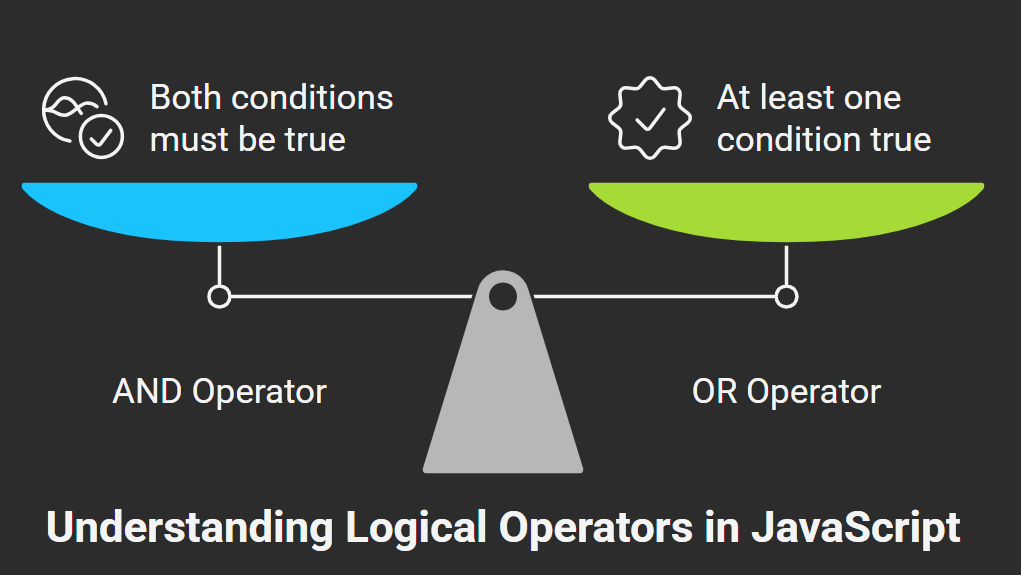 Both conditions
must be true
At least one
condition true
AND Operator
OR Operator
Understanding Logical Operators in JavaScript